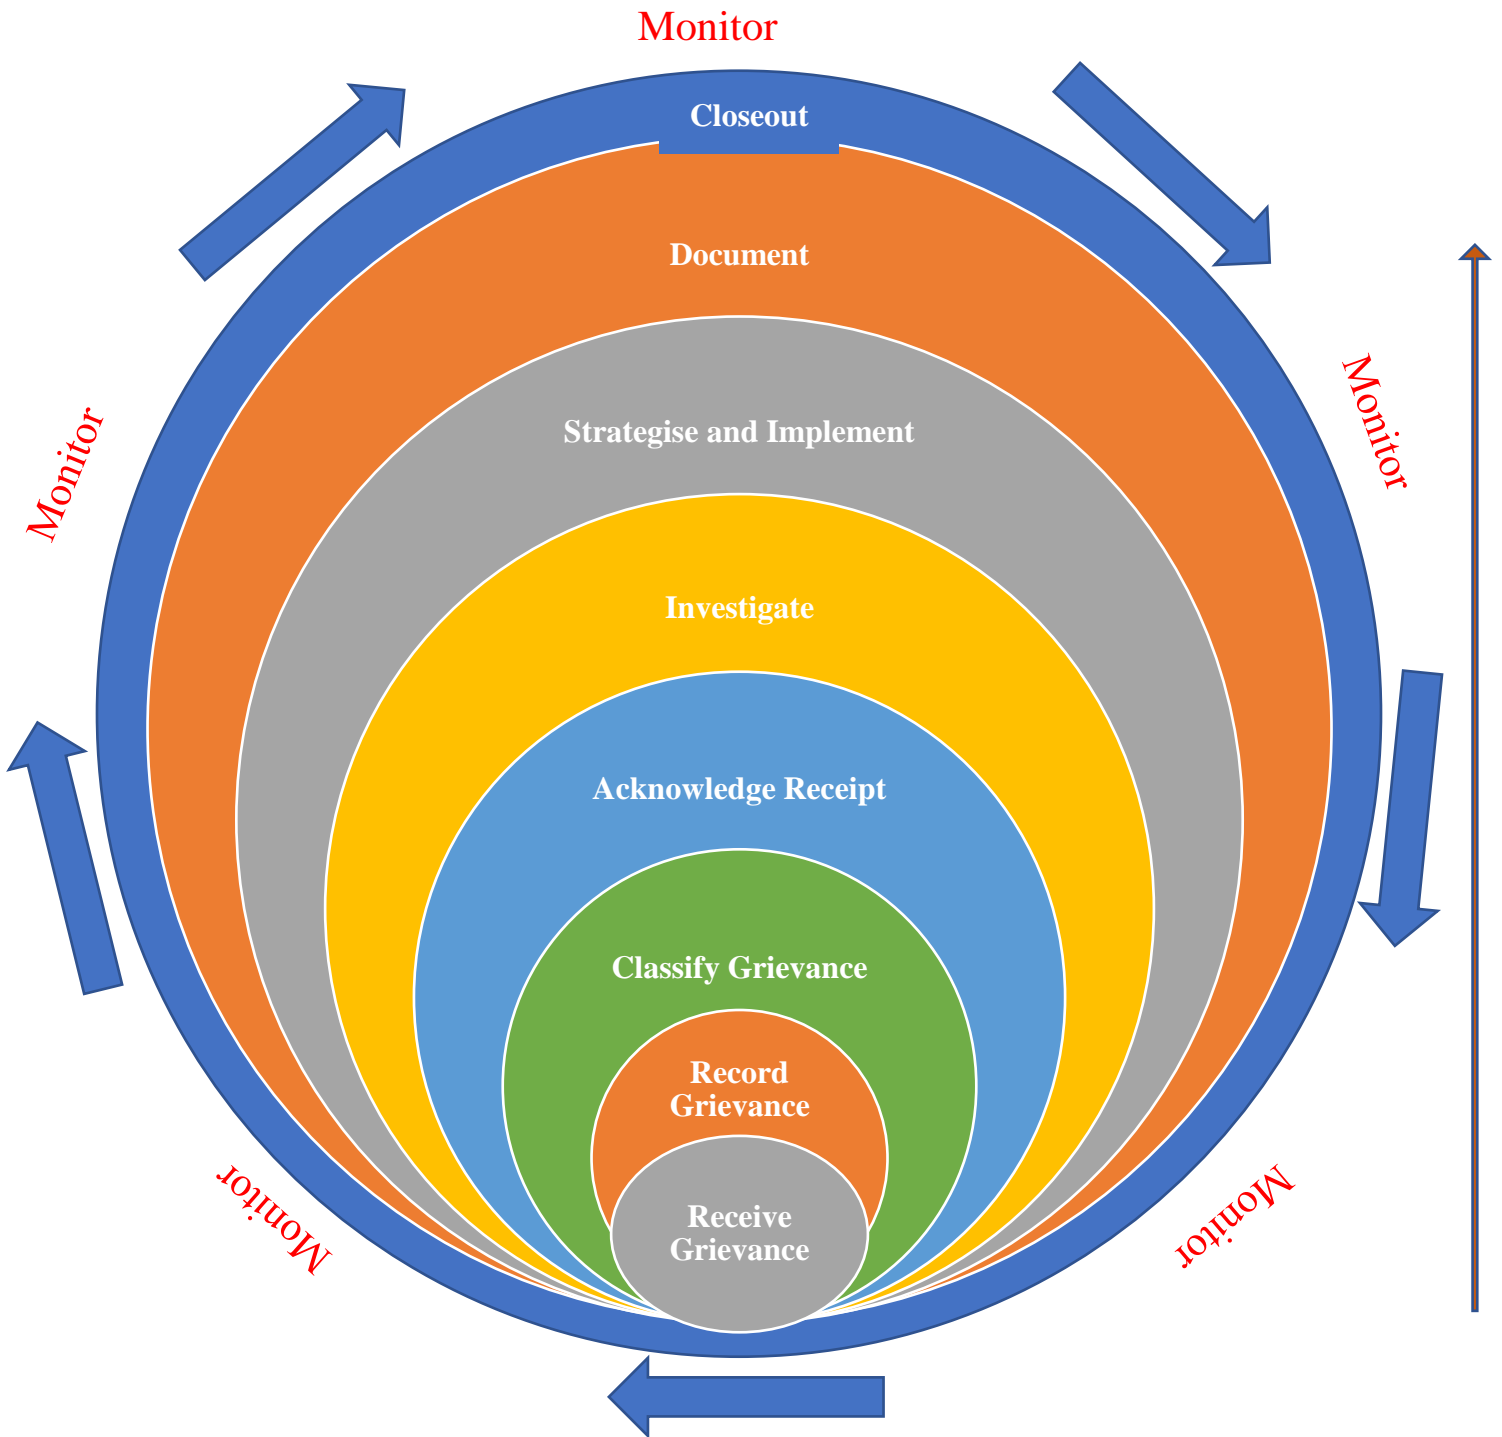 Monitor
Closeout
Document
Strategise and Implement
Monitor
Monitor
Investigate
Acknowledge Receipt
Classify Grievance
Record
Grievance
Monitor
Monitor
Receive
Grievance